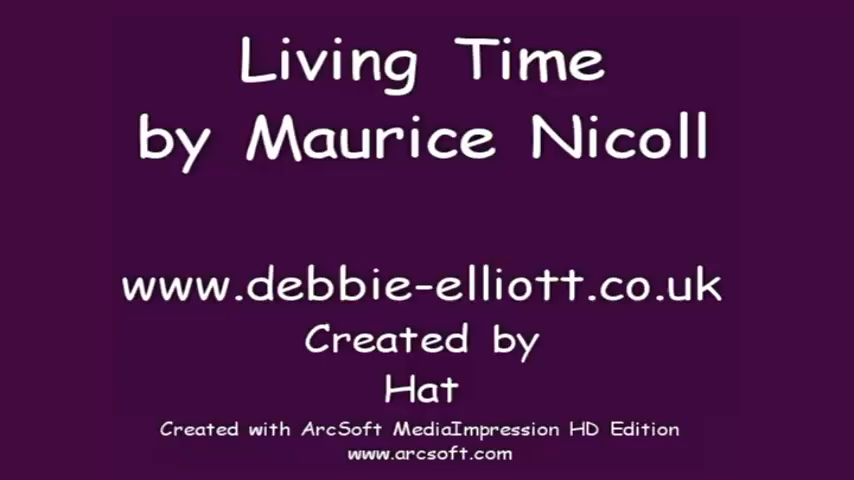 Living Time
by Maurice Nicoll
www.debbie-elliott.co.uk
Created by
Hat
Created with ArcSoft MediaImpression HD Edition
www.arcsoft.com